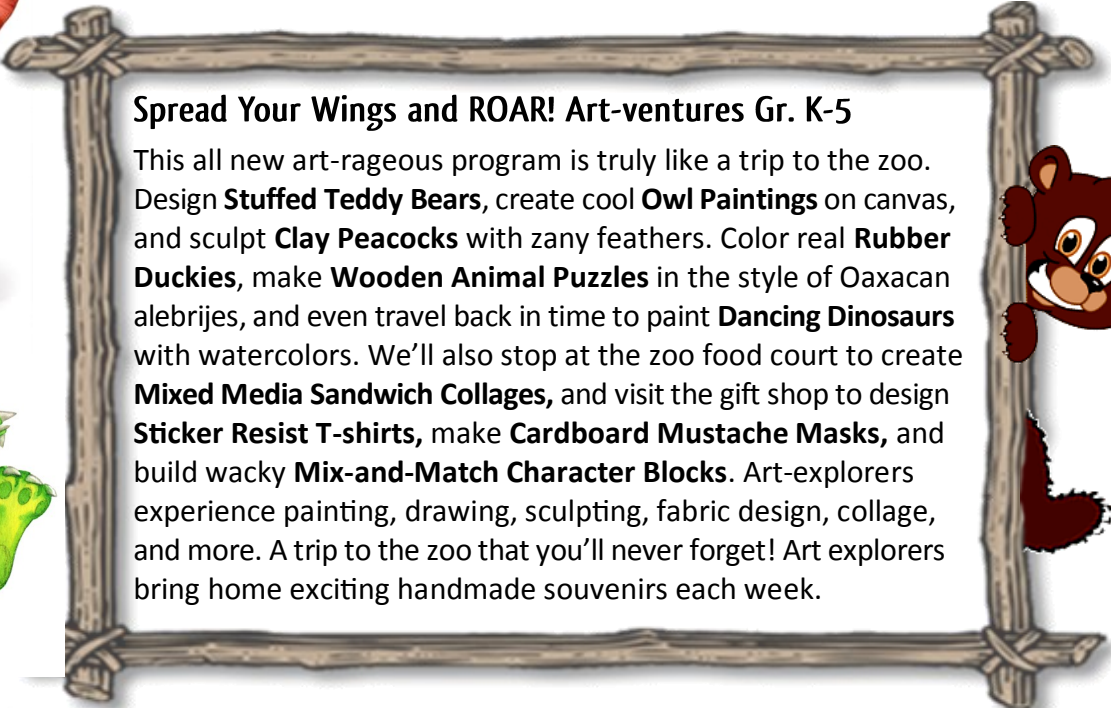 Spread Your Wings and ROAR! Art-ventures Gr. K-5
This all new art-rageous program is truly like a trip to the zoo.
Design Stuffed Teddy Bears, create cool Owl Paintings on canvas,
and sculpt Clay Peacocks with zany feathers. Color real Rubber
Duckies, make Wooden Animal Puzzles in the style of Oaxacan
alebrijes, and even travel back in time to paint Dancing Dinosaurs
with watercolors. We’ll also stop at the zoo food court to create
Mixed Media Sandwich Collages, and visit the gift shop to design
Sticker Resist T-shirts, make Cardboard Mustache Masks, and
build wacky Mix-and-Match Character Blocks. Art-explorers
experience painting, drawing, sculpting, fabric design, collage,
and more. A trip to the zoo that you’ll never forget! Art explorers
bring home exciting handmade souvenirs each week.